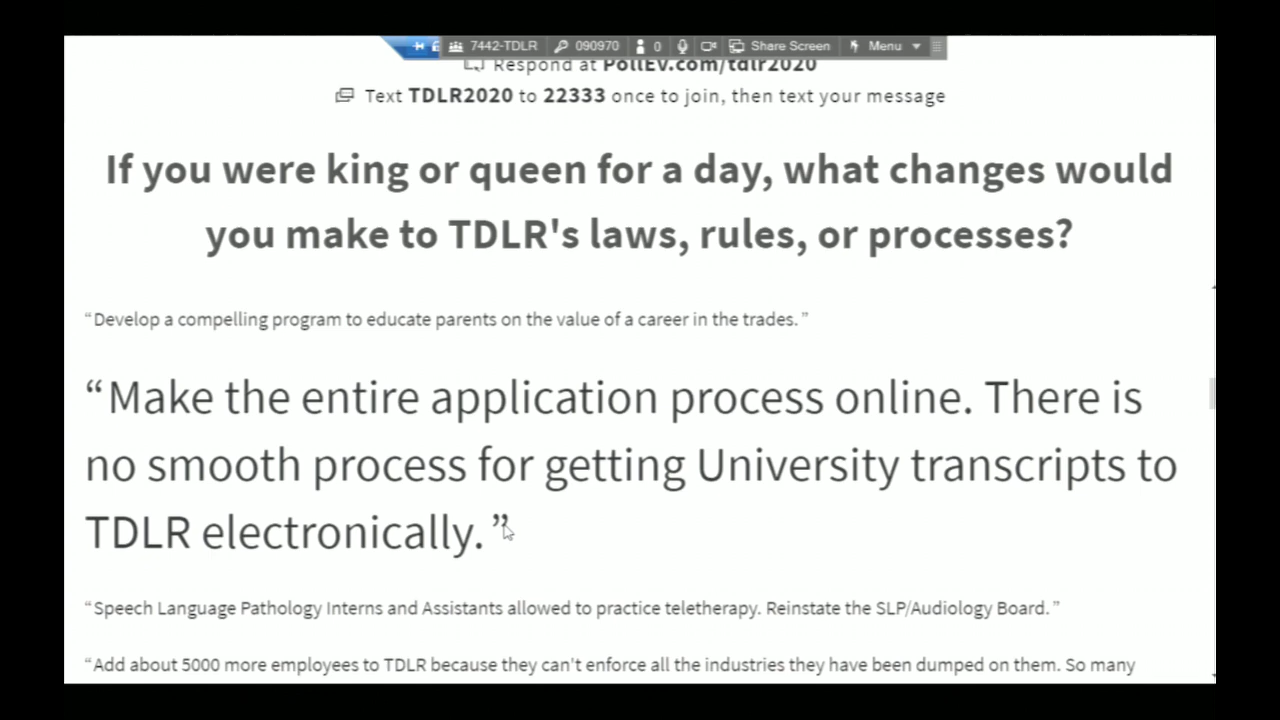 7442-TDLR 090970 0 Share Screen Menu
Respond at PollEv.com/tdlr2020
Text TDLR2020 to 22333 once to join, then text your message
If you were king or queen for a day, what changes would
you make to TDLR's laws, rules, or processes?
“Develop a compelling program to educate parents on the value of a career in the trades.”
“Make the entire application process online. There is
no smooth process for getting University transcripts to
TDLR electronically.”
“Speech Language Pathology Interns and Assistants allowed to practice teletherapy. Reinstate the SLP/Audiology Board.”
“Add about 5000 more employees to TDLR because they can't enforce all the industries they have been dumped on them. So many